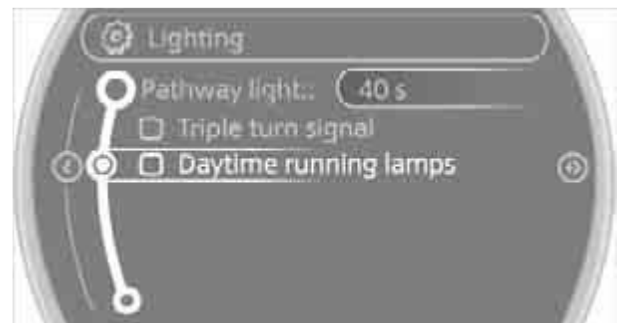 Lighting
Pathway light.: 40 s
Triple turn signal
Daytime running lamps